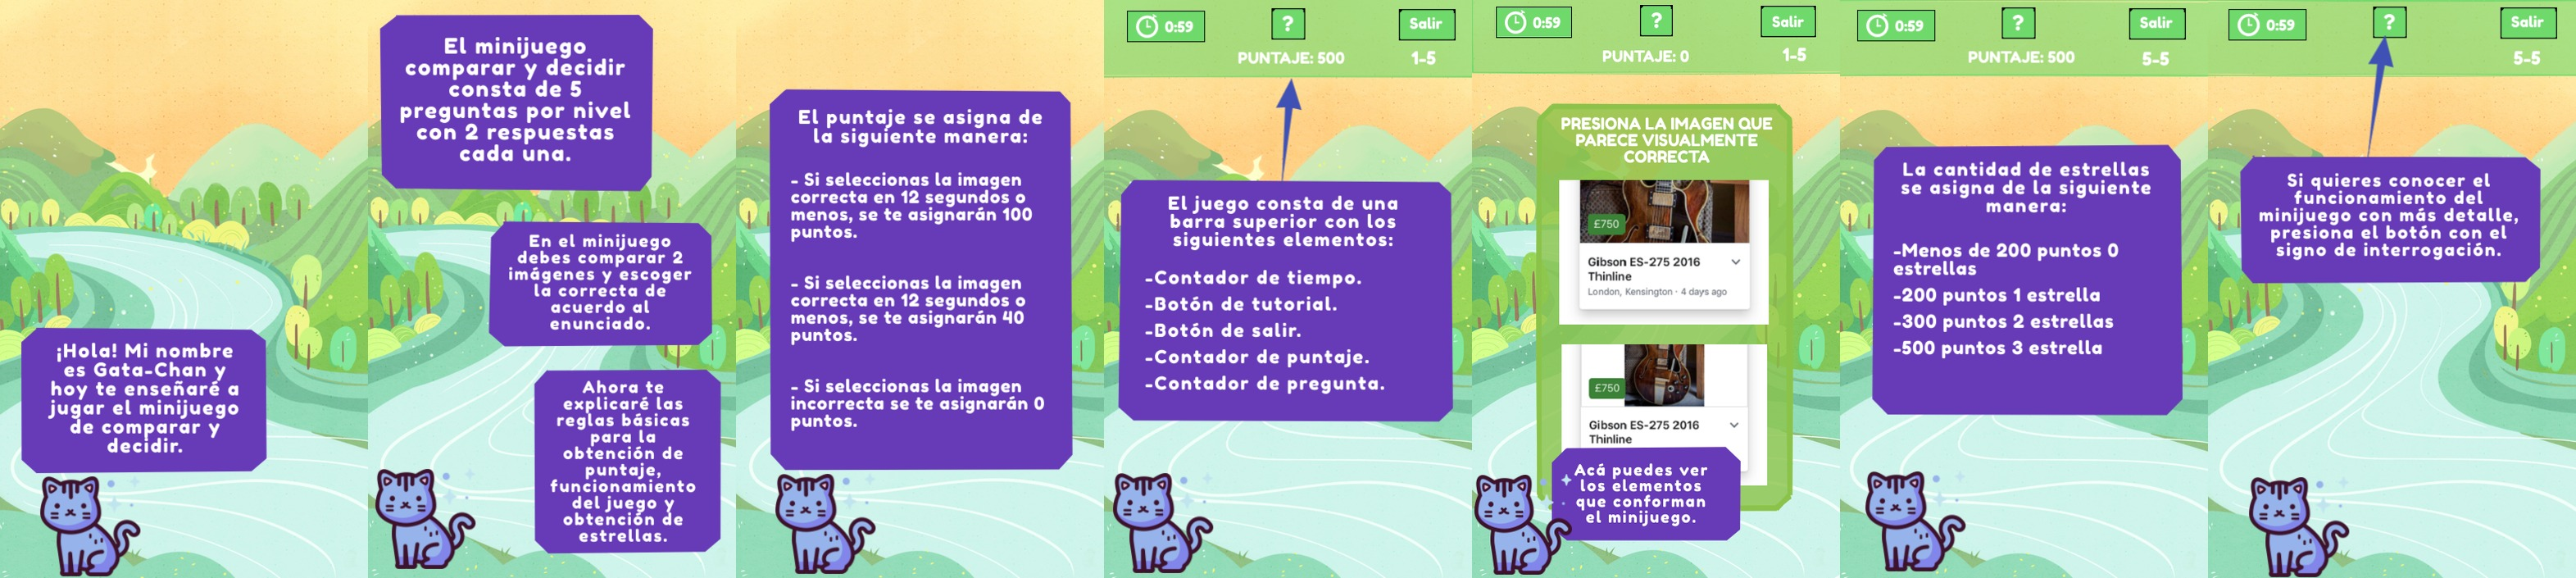 ¡Hola! Mi nombre
es Gata-Chan y
hoy te enseñaré a
jugar el minijuego
de comparar y
decidir.
El minijuego
comparar y decidir
consta de 5
preguntas por nivel
con 2 respuestas
cada una.
En el minijuego
debes comparar 2
imágenes y escoger
la correcta de
acuerdo al
enunciado.
Ahora te
explicaré las
reglas básicas
para la
obtención de
puntaje,
funcionamiento
del juego y
obtención de
estrellas.
El puntaje se asigna de
la siguiente manera:
- Si seleccionas la imagen
correcta en 12 segundos o
menos, se te asignarán 100
puntos.
- Si seleccionas la imagen
correcta en 12 segundos o
menos, se te asignarán 40
puntos.
- Si seleccionas la imagen
incorrecta se te asignarán 0
puntos.
0:59
?
Salir
PUNTAJE: 500
1-5
El juego consta de una
barra superior con los
siguientes elementos:
-Contador de tiempo.
-Botón de tutorial.
-Botón de salir.
-Contador de puntaje.
-Contador de pregunta.
0:59
?
Salir
PUNTAJE: 0
1-5
PRESIONA LA IMAGEN QUE
PARECE VISUALMENTE
CORRECTA
£750
Gibson ES-275 2016
Thinline
London, Kensington · 4 days ago
£750
Gibson ES-275 2016
Thinline
Acá puedes ver
los elementos
que conforman
el minijuego.
0:59
?
Salir
PUNTAJE: 500
5-5
La cantidad de estrellas
se asigna de la siguiente
manera:
-Menos de 200 puntos 0
estrellas
-200 puntos 1 estrella
-300 puntos 2 estrellas
-500 puntos 3 estrella
0:59
?
Salir
5-5
Si quieres conocer el
funcionamiento del
minijuego con más detalle,
presiona el botón con el
signo de interrogación.